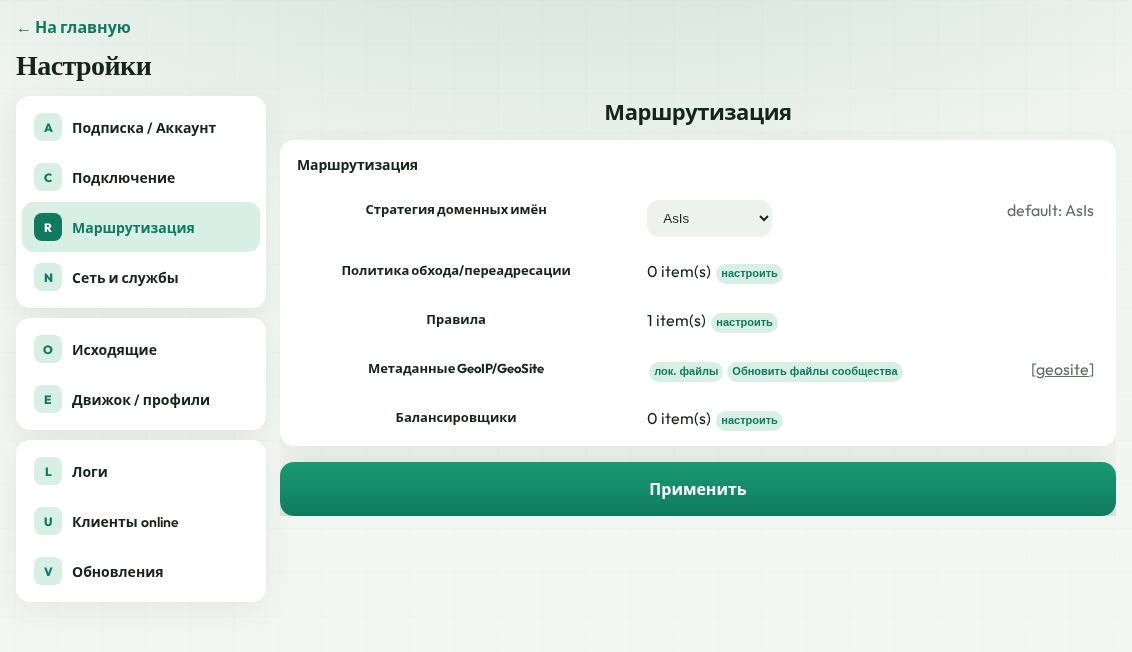 ← На главную
Настройки
A Подписка / Аккаунт
C Подключение
R Маршрутизация
N Сеть и службы
O Исходящие
E Движок / профили
L Логи
U Клиенты online
V Обновления
Маршрутизация
Маршрутизация
Стратегия доменных имён AsIs default: AsIs
Политика обхода/переадресации 0 item(s) настроить
Правила 1 item(s) настроить
Метаданные GeoIP/GeoSite лок. файлы Обновить файлы сообщества [geosite]
Балансировщики 0 item(s) настроить
Применить